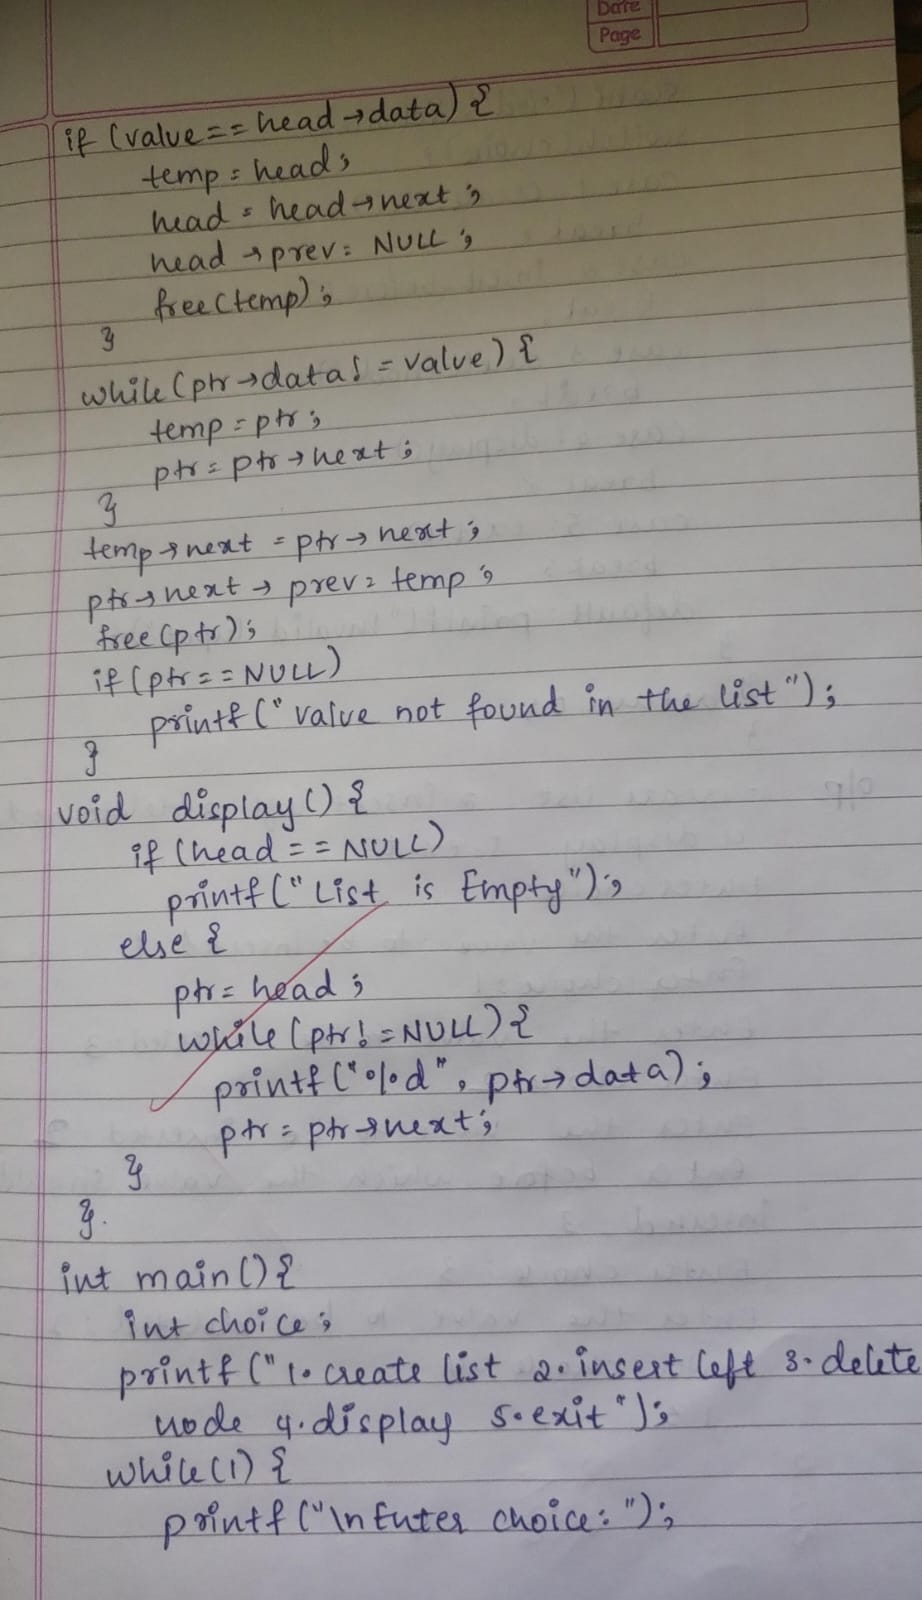 Date
Page
if (value == head→data) {
temp = head;
head = head→next;
head→prev = NULL;
free(temp);
}
while (ptr→data != value) {
temp = ptr;
ptr = ptr→next;
}
temp→next = ptr→next;
ptr→next→prev = temp;
free(ptr);
if (ptr == NULL)
printf("value not found in the list");
}
void display() {
if (head == NULL)
printf("List is Empty");
else {
ptr = head;
while (ptr != NULL) {
printf("%d", ptr→data);
ptr = ptr→next;
}
}.
int main() {
int choice;
printf("1. create list 2. insert left 3. delete
node 4. display 5. exit");
while(1) {
printf("\nEnter choice: ");